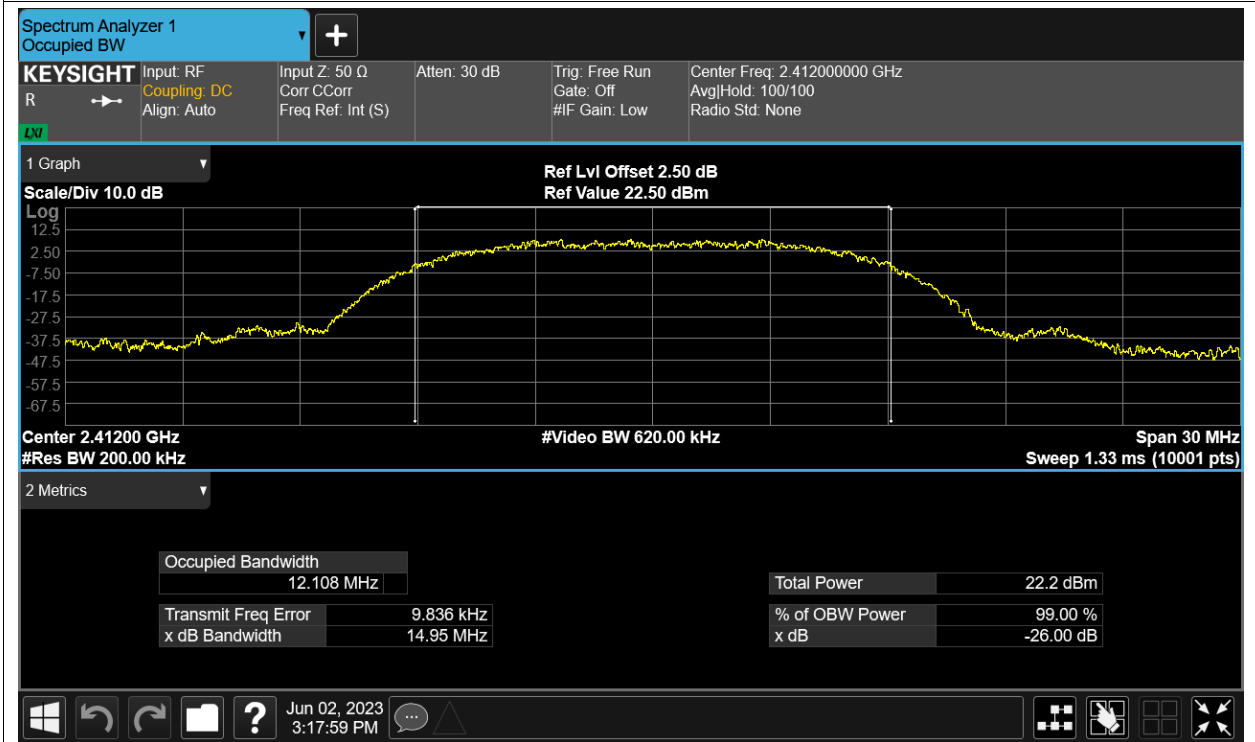 Spectrum Analyzer 1
Occupied BW
KEYSIGHT
R
LXI
Input: RF
Coupling: DC
Align: Auto
Input Z: 50 Ω
Corr CCorr
Freq Ref: Int (S)
Atten: 30 dB
Trig: Free Run
Gate: Off
#IF Gain: Low
Center Freq: 2.412000000 GHz
Avg|Hold: 100/100
Radio Std: None
1 Graph
Scale/Div 10.0 dB
Ref Lvl Offset 2.50 dB
Ref Value 22.50 dBm
Log
12.5
2.50
-7.50
-17.5
-27.5
-37.5
-47.5
-57.5
-67.5
Center 2.41200 GHz
#Video BW 620.00 kHz
Span 30 MHz
#Res BW 200.00 kHz
Sweep 1.33 ms (10001 pts)
2 Metrics
Occupied Bandwidth
12.108 MHz
Total Power 22.2 dBm
Transmit Freq Error 9.836 kHz
% of OBW Power 99.00 %
x dB Bandwidth 14.95 MHz
x dB -26.00 dB
?
Jun 02, 2023
3:17:59 PM